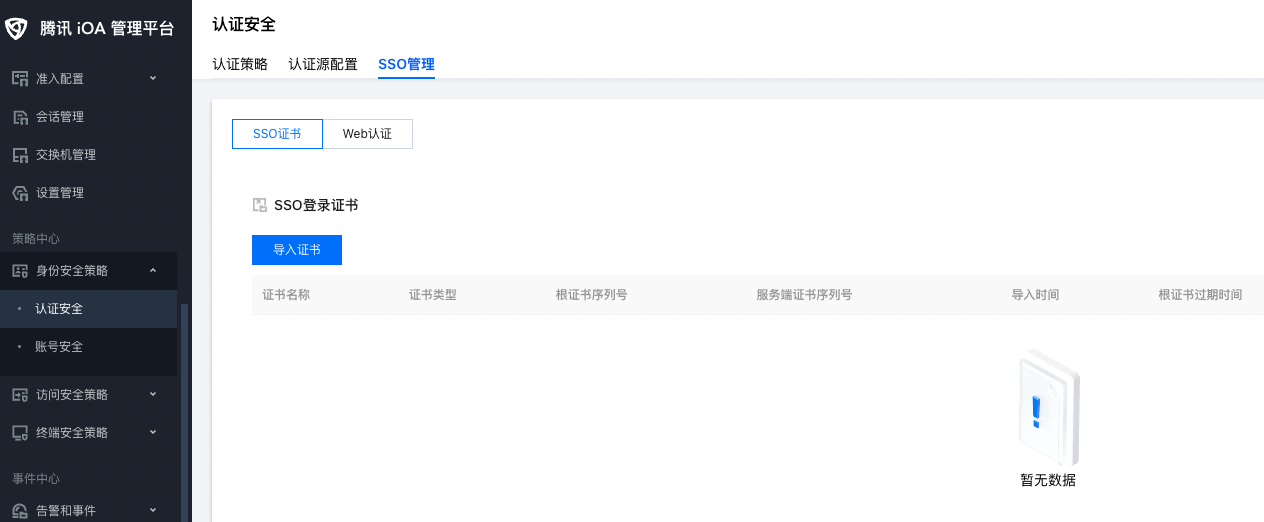 腾讯 iOA 管理平台
准入配置
会话管理
交换机管理
设置管理
策略中心
身份安全策略
认证安全
账号安全
访问安全策略
终端安全策略
事件中心
告警和事件
认证安全
认证策略 认证源配置 SSO管理
SSO证书 Web认证
SSO登录证书
导入证书
证书名称 证书类型 根证书序列号 服务端证书序列号 导入时间 根证书过期时间
暂无数据